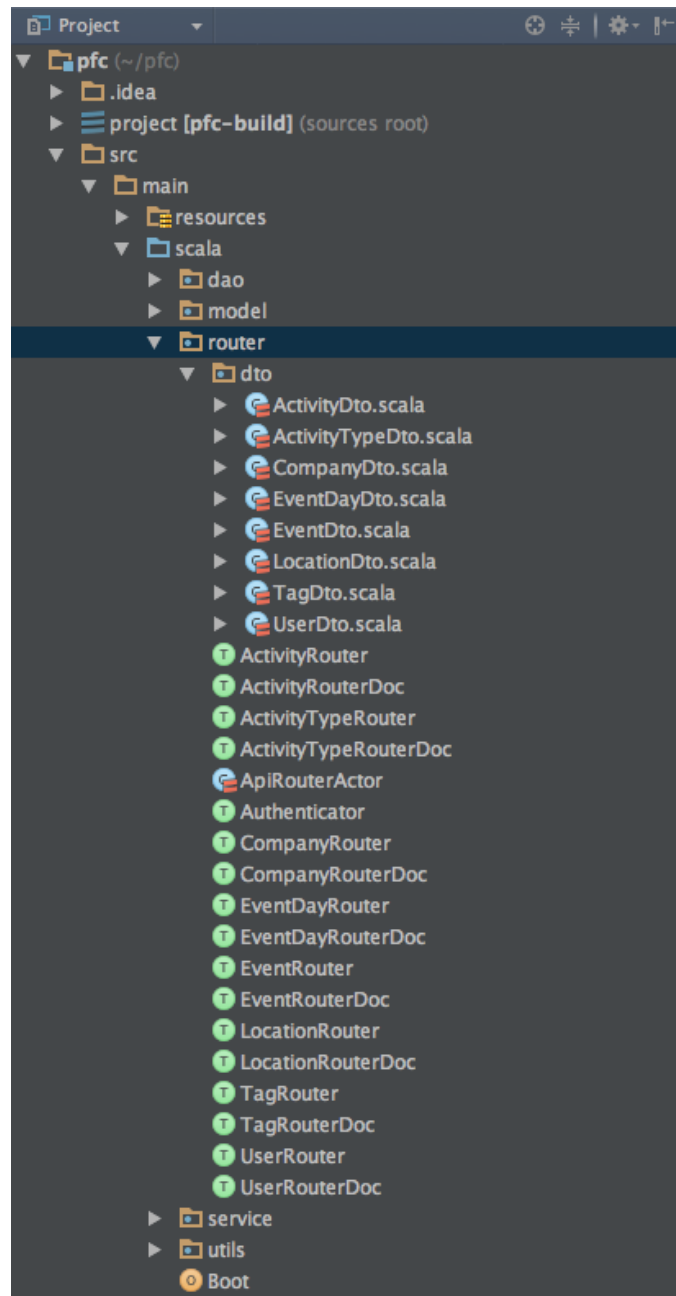 Project
pfc (~/pfc)
.idea
project [pfc-build] (sources root)
src
main
resources
scala
dao
model
router
dto
ActivityDto.scala
ActivityTypeDto.scala
CompanyDto.scala
EventDayDto.scala
EventDto.scala
LocationDto.scala
TagDto.scala
UserDto.scala
ActivityRouter
ActivityRouterDoc
ActivityTypeRouter
ActivityTypeRouterDoc
ApiRouterActor
Authenticator
CompanyRouter
CompanyRouterDoc
EventDayRouter
EventDayRouterDoc
EventRouter
EventRouterDoc
LocationRouter
LocationRouterDoc
TagRouter
TagRouterDoc
UserRouter
UserRouterDoc
service
utils
Boot